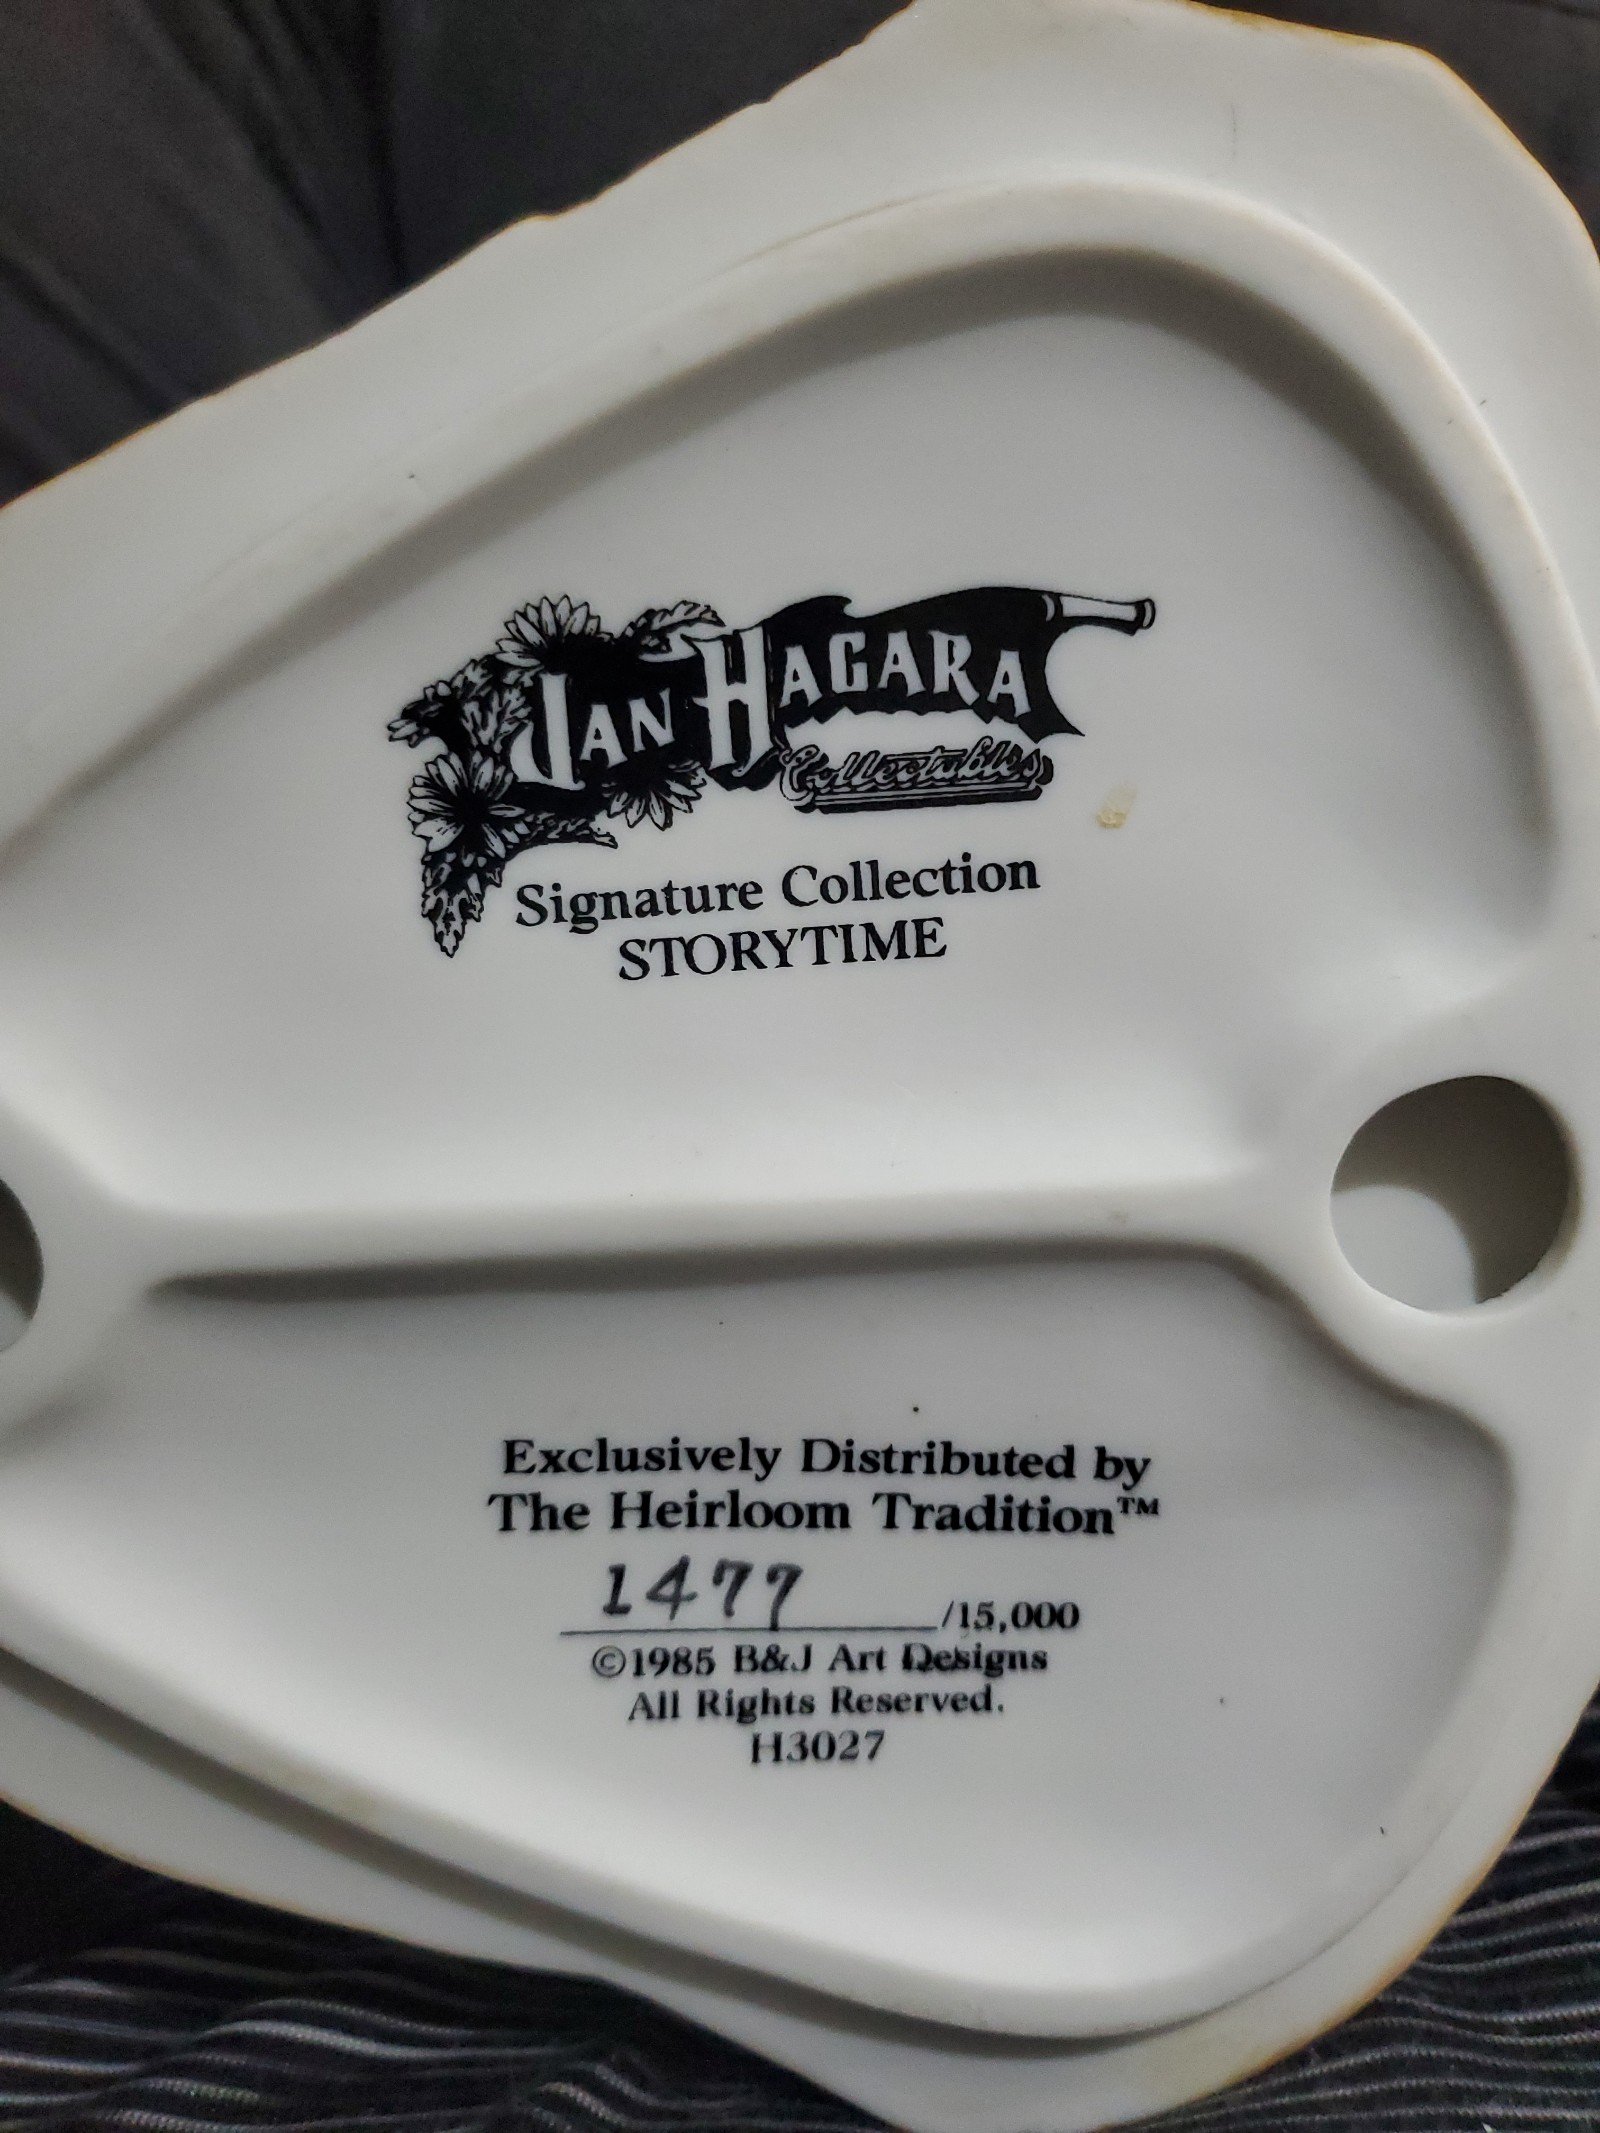 JAN HAGARA
Collectables
Signature Collection
STORYTIME
Exclusively Distributed by
The Heirloom Tradition™
1477 /15,000
©1985 B&J Art Designs
All Rights Reserved.
H3027